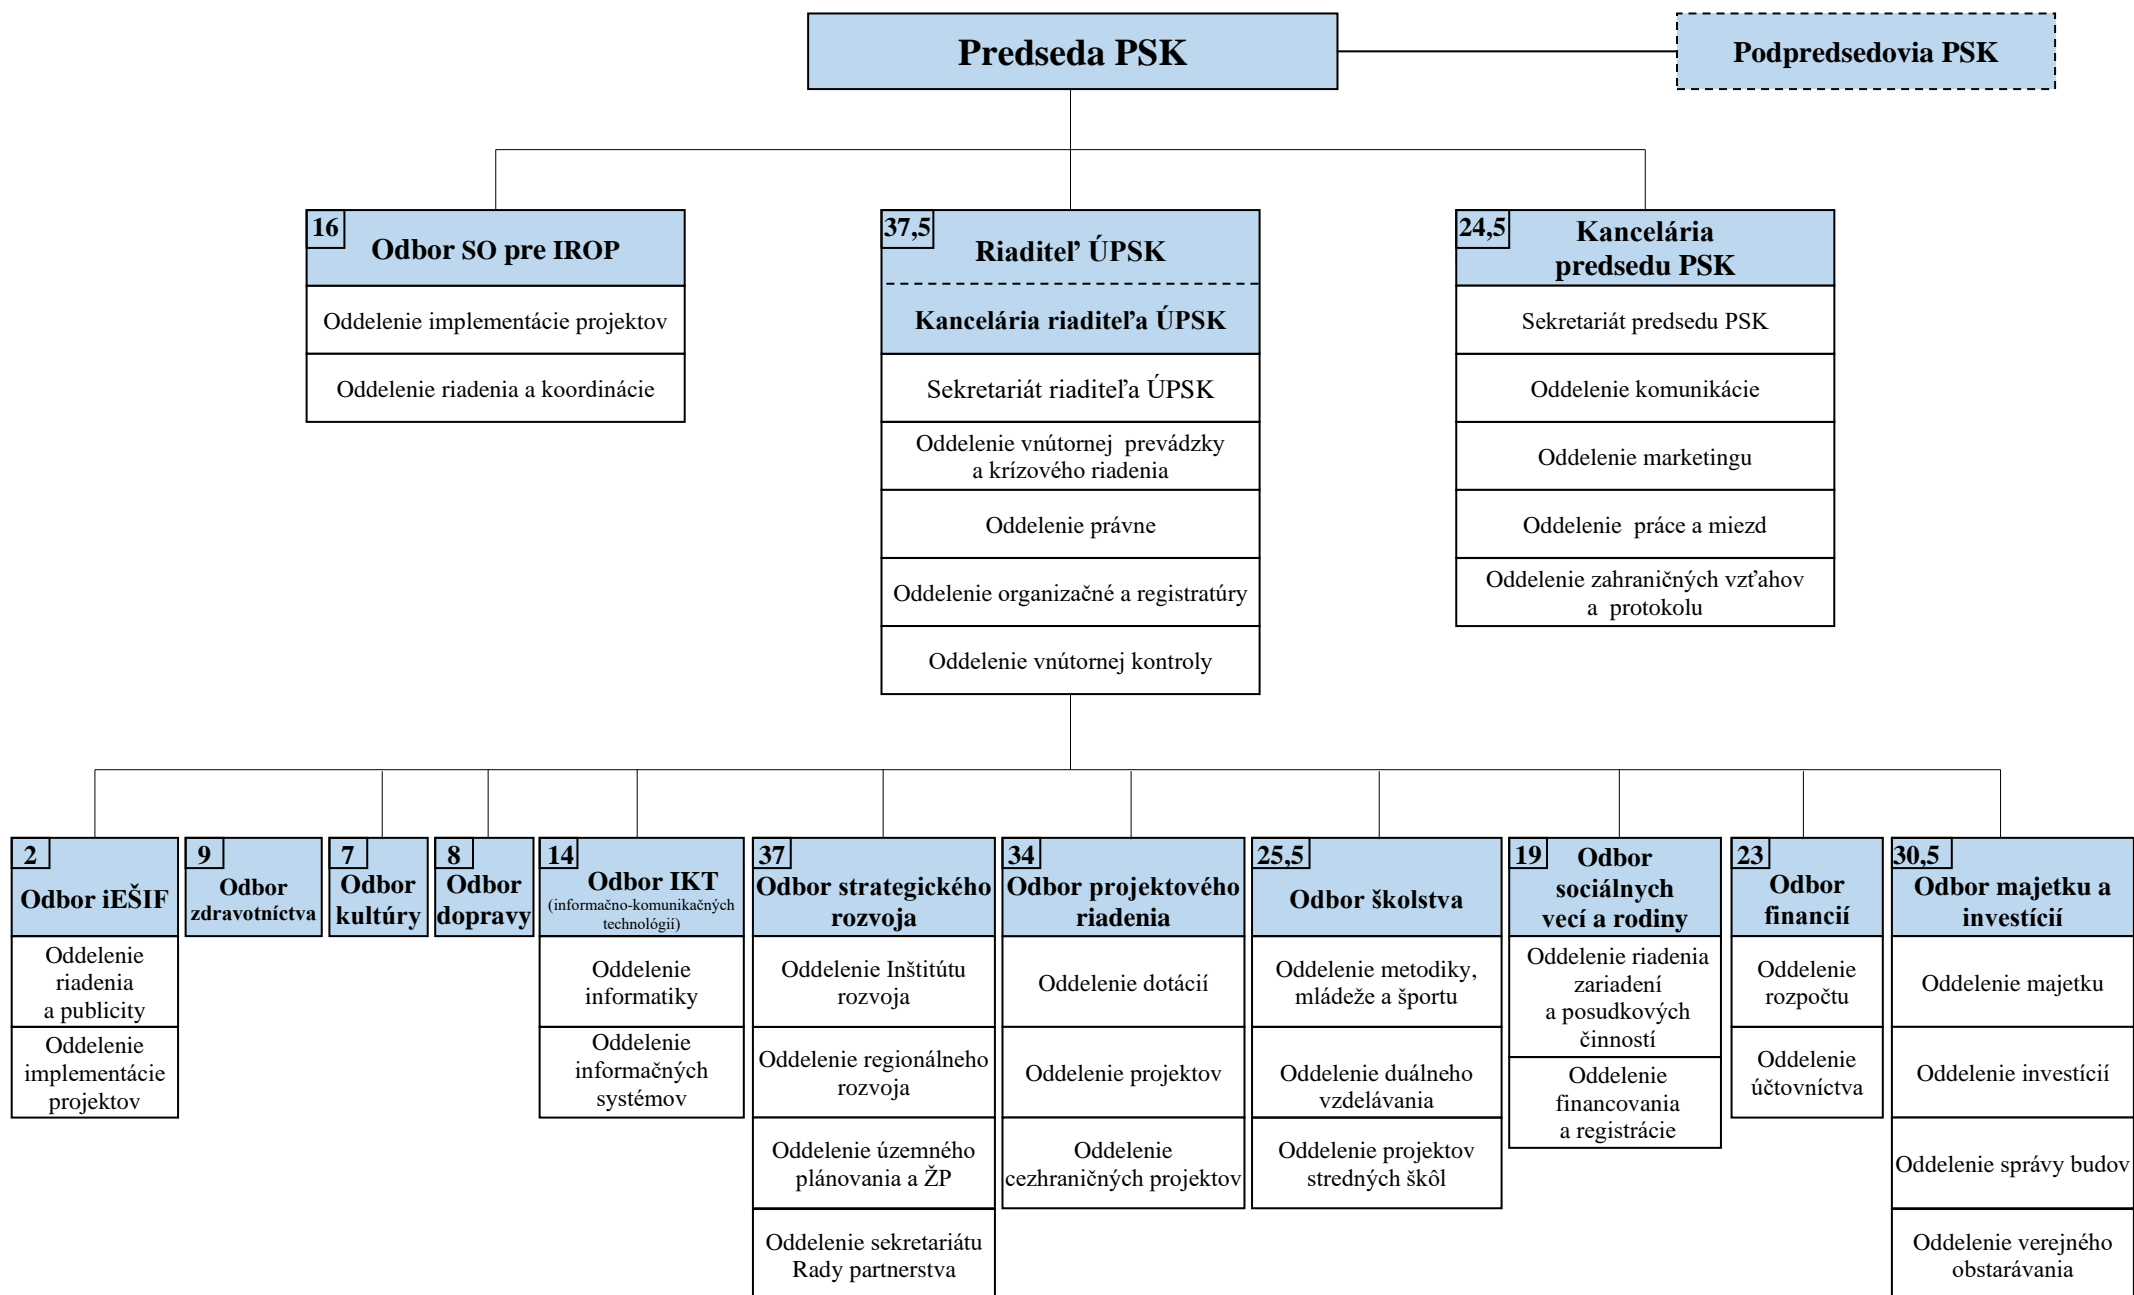 Predseda PSK
Podpredsedovia PSK
16
Odbor SO pre IROP
Oddelenie implementácie projektov
Oddelenie riadenia a koordinácie
37,5
Riaditeľ ÚPSK
Kancelária riaditeľa ÚPSK
Sekretariát riaditeľa ÚPSK
Oddelenie vnútornej prevádzky
a krízového riadenia
Oddelenie právne
Oddelenie organizačné a registratúry
Oddelenie vnútornej kontroly
24,5
Kancelária
predsedu PSK
Sekretariát predsedu PSK
Oddelenie komunikácie
Oddelenie marketingu
Oddelenie práce a miezd
Oddelenie zahraničných vzťahov
a protokolu
2
Odbor iEŠIF
Oddelenie
riadenia
a publicity
Oddelenie
implementácie
projektov
9
Odbor
zdravotníctva
7
Odbor
kultúry
8
Odbor
dopravy
14
Odbor IKT
(informačno-komunikačných
technológií)
Oddelenie
informatiky
Oddelenie
informačných
systémov
37
Odbor strategického
rozvoja
Oddelenie Inštitútu
rozvoja
Oddelenie regionálneho
rozvoja
Oddelenie územného
plánovania a ŽP
Oddelenie sekretariátu
Rady partnerstva
34
Odbor projektového
riadenia
Oddelenie dotácií
Oddelenie projektov
Oddelenie
cezhraničných projektov
25,5
Odbor školstva
Oddelenie metodiky,
mládeže a športu
Oddelenie duálneho
vzdelávania
Oddelenie projektov
stredných škôl
19
Odbor
sociálnych
vecí a rodiny
Oddelenie riadenia
zariadení
a posudkových
činností
Oddelenie
financovania
a registrácie
23
Odbor
financií
Oddelenie
rozpočtu
Oddelenie
účtovníctva
30,5
Odbor majetku a
investícií
Oddelenie majetku
Oddelenie investícií
Oddelenie správy budov
Oddelenie verejného
obstarávania